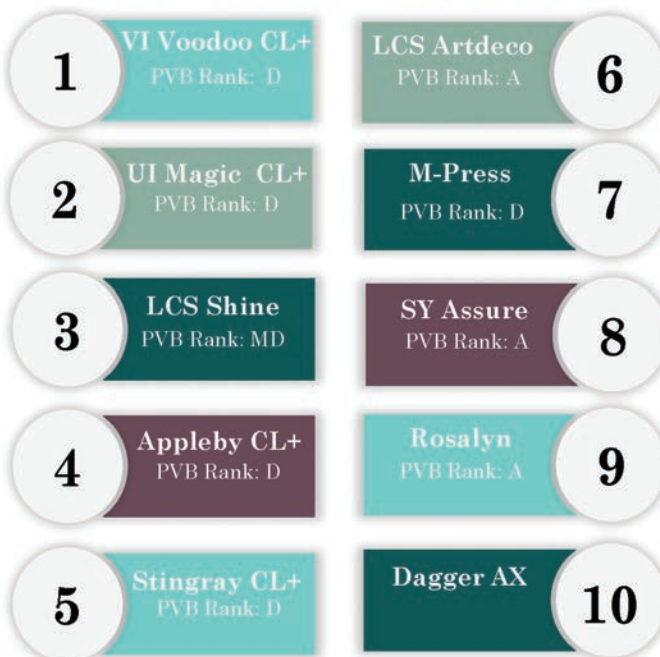 1
VI Voodoo CL+
PVB Rank: D
2
UI Magic CL+
PVB Rank: D
3
LCS Shine
PVB Rank: MD
4
Appleby CL+
PVB Rank: D
5
Stingray CL+
PVB Rank: D
LCS Artdeco
PVB Rank: A
6
M-Press
PVB Rank: D
7
SY Assure
PVB Rank: A
8
Rosalyn
PVB Rank: A
9
Dagger AX
10